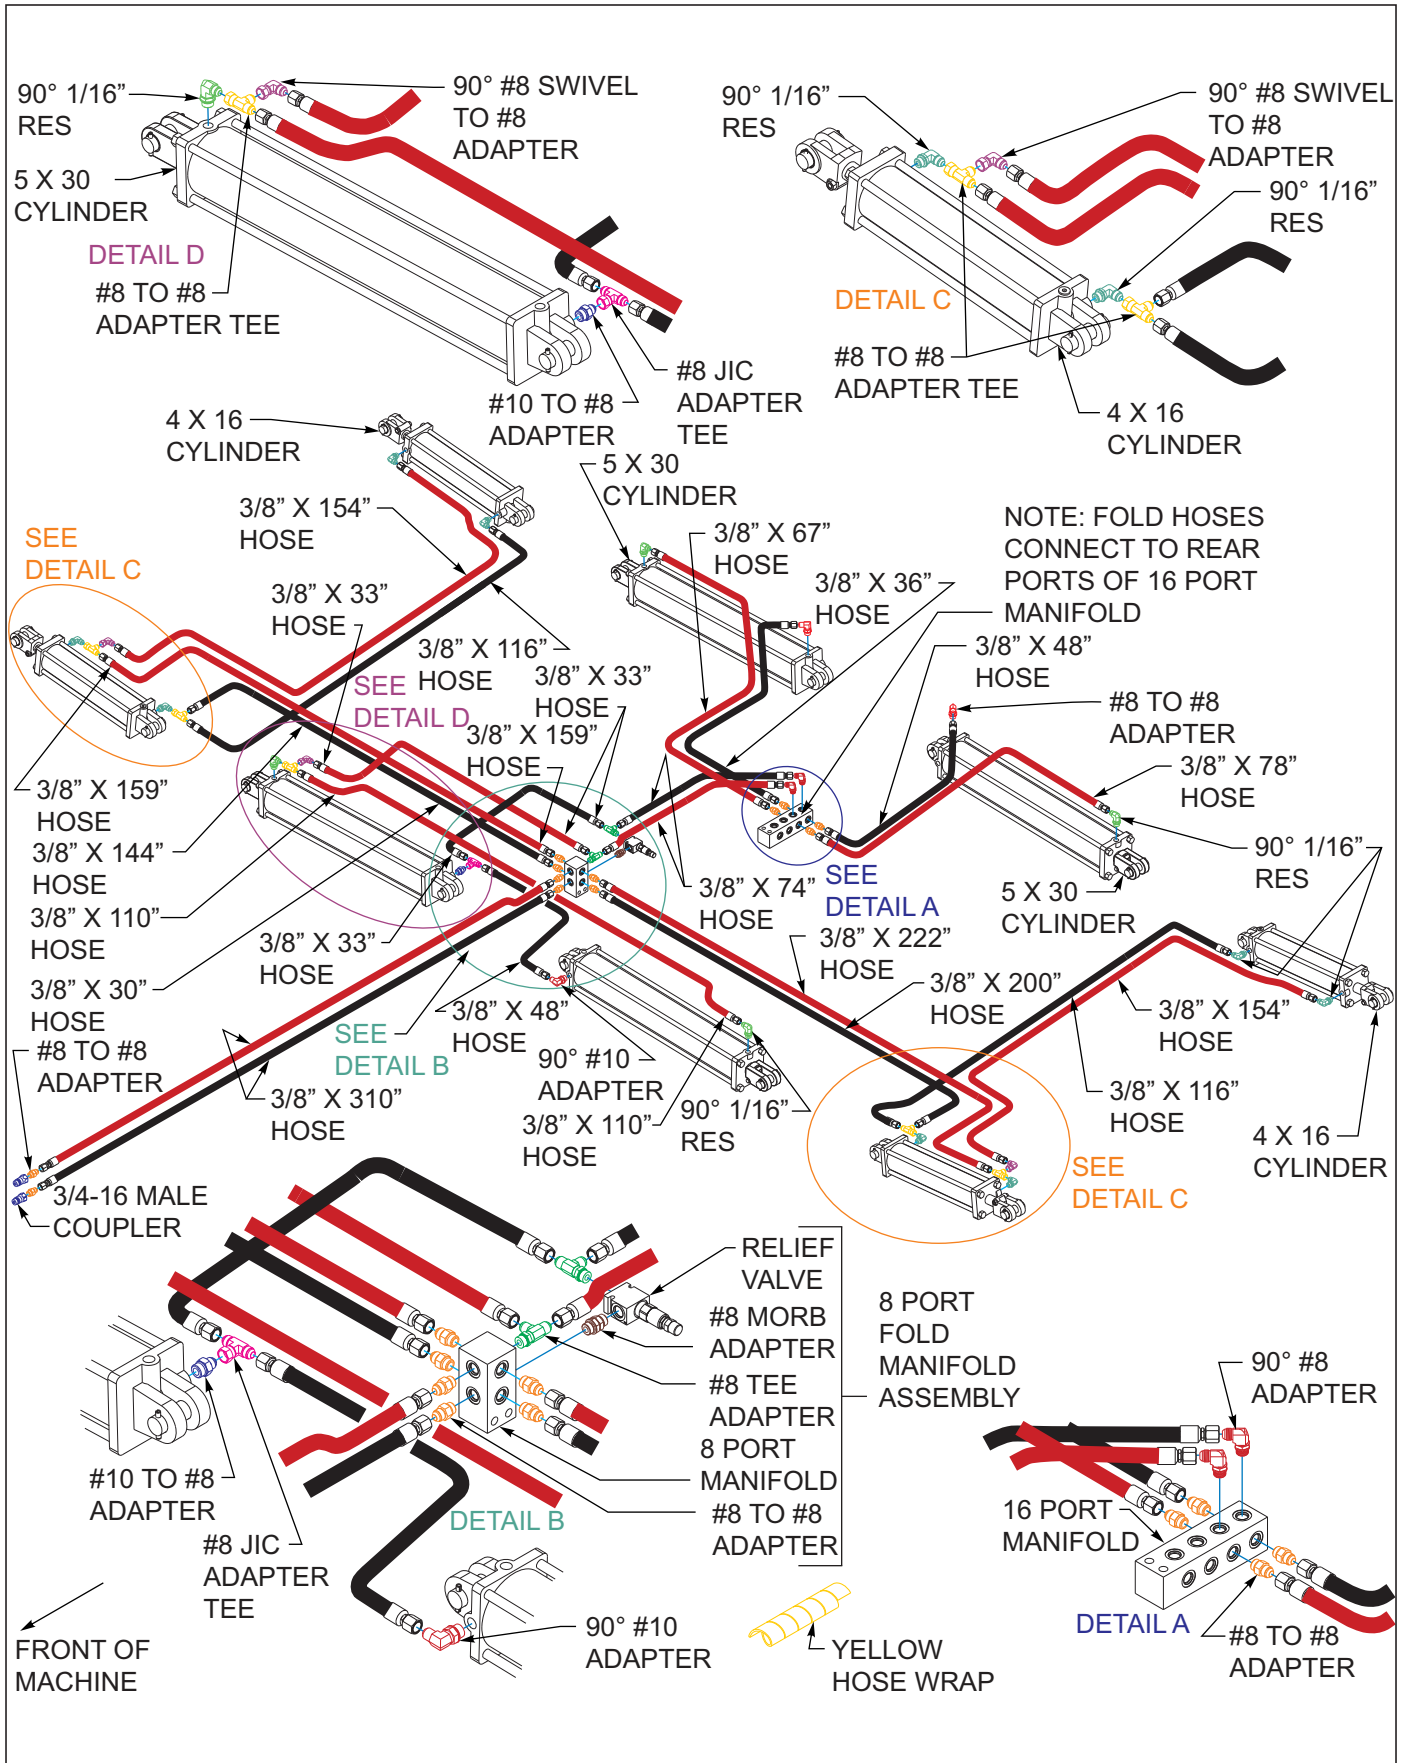 90° 1/16”
RES
90° #8 SWIVEL
TO #8
ADAPTER
5 X 30
CYLINDER
DETAIL D
#8 TO #8
ADAPTER TEE
#10 TO #8
ADAPTER
#8 JIC
ADAPTER
TEE
90° 1/16”
RES
90° #8 SWIVEL
TO #8
ADAPTER
90° 1/16”
RES
DETAIL C
#8 TO #8
ADAPTER TEE
4 X 16
CYLINDER
4 X 16
CYLINDER
3/8” X 154”
HOSE
SEE
DETAIL C
3/8” X 33”
HOSE
3/8” X 116”
HOSE
SEE
DETAIL D
3/8” X 33”
HOSE
3/8” X 159”
HOSE
5 X 30
CYLINDER
3/8” X 67”
HOSE
3/8” X 36”
HOSE
NOTE: FOLD HOSES
CONNECT TO REAR
PORTS OF 16 PORT
MANIFOLD
3/8” X 48”
HOSE
#8 TO #8
ADAPTER
3/8” X 78”
HOSE
90° 1/16”
RES
5 X 30
CYLINDER
SEE
DETAIL A
3/8” X 74”
HOSE
3/8” X 222”
HOSE
3/8” X 200”
HOSE
3/8” X 154”
HOSE
3/8” X 116”
HOSE
4 X 16
CYLINDER
SEE
DETAIL C
3/8” X 159”
HOSE
3/8” X 144”
HOSE
3/8” X 110”
HOSE
3/8” X 30”
HOSE
3/8” X 33”
HOSE
#8 TO #8
ADAPTER
SEE
DETAIL B
3/8” X 48”
HOSE
90° #10
ADAPTER
3/8” X 110”
HOSE
90° 1/16”
RES
3/8” X 310”
HOSE
3/4-16 MALE
COUPLER
RELIEF
VALVE
#8 MORB
ADAPTER
#8 TEE
ADAPTER
8 PORT
MANIFOLD
#8 TO #8
ADAPTER
8 PORT
FOLD
MANIFOLD
ASSEMBLY
#10 TO #8
ADAPTER
#8 JIC
ADAPTER
TEE
DETAIL B
90° #10
ADAPTER
FRONT OF
MACHINE
YELLOW
HOSE WRAP
90° #8
ADAPTER
16 PORT
MANIFOLD
DETAIL A
#8 TO #8
ADAPTER